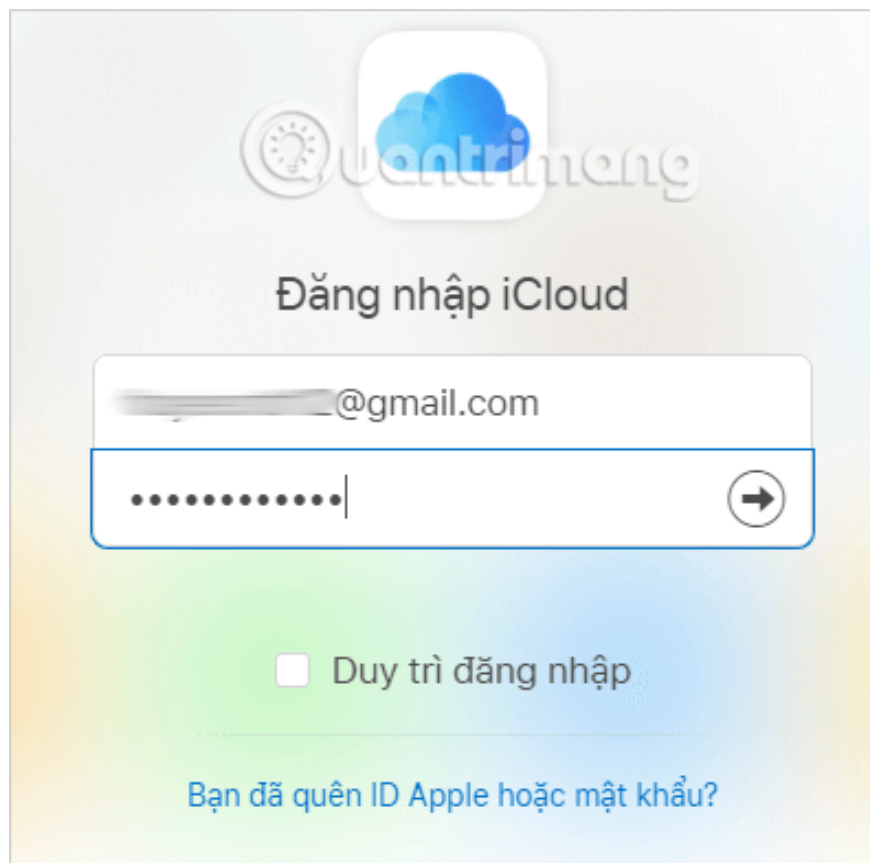 Quantrimang
Đăng nhập iCloud
@gmail.com
Duy trì đăng nhập
Bạn đã quên ID Apple hoặc mật khẩu?